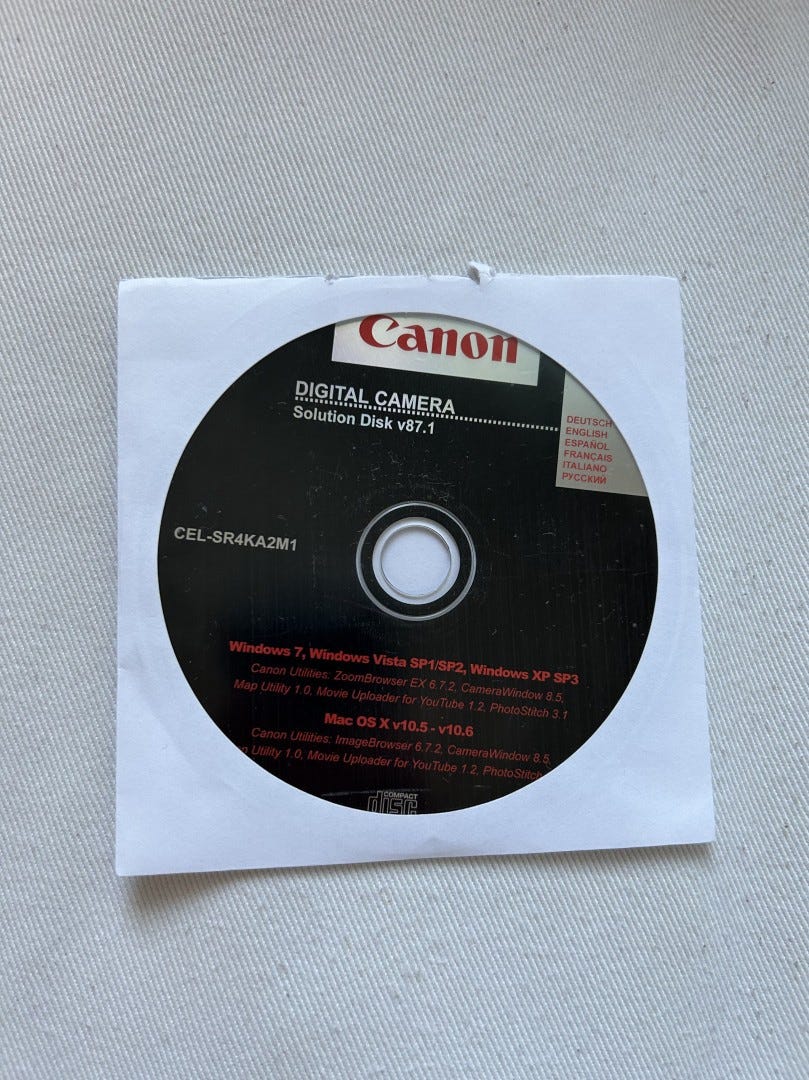 Canon
DIGITAL CAMERA
Solution Disk v87.1
DEUTSCH
ENGLISH
ESPAÑOL
FRANÇAIS
ITALIANO
РУССКИЙ
CEL-SR4KA2M1
Windows 7, Windows Vista SP1/SP2, Windows XP SP3
Canon Utilities: ZoomBrowser EX 6.7.2, CameraWindow 8.5,
Map Utility 1.0, Movie Uploader for YouTube 1.2, PhotoStitch 3.1
Mac OS X v10.5 - v10.6
Canon Utilities: ImageBrowser 6.7.2, CameraWindow 8.5,
Utility 1.0, Movie Uploader for YouTube 1.2, PhotoStitch
COMPACT
disc